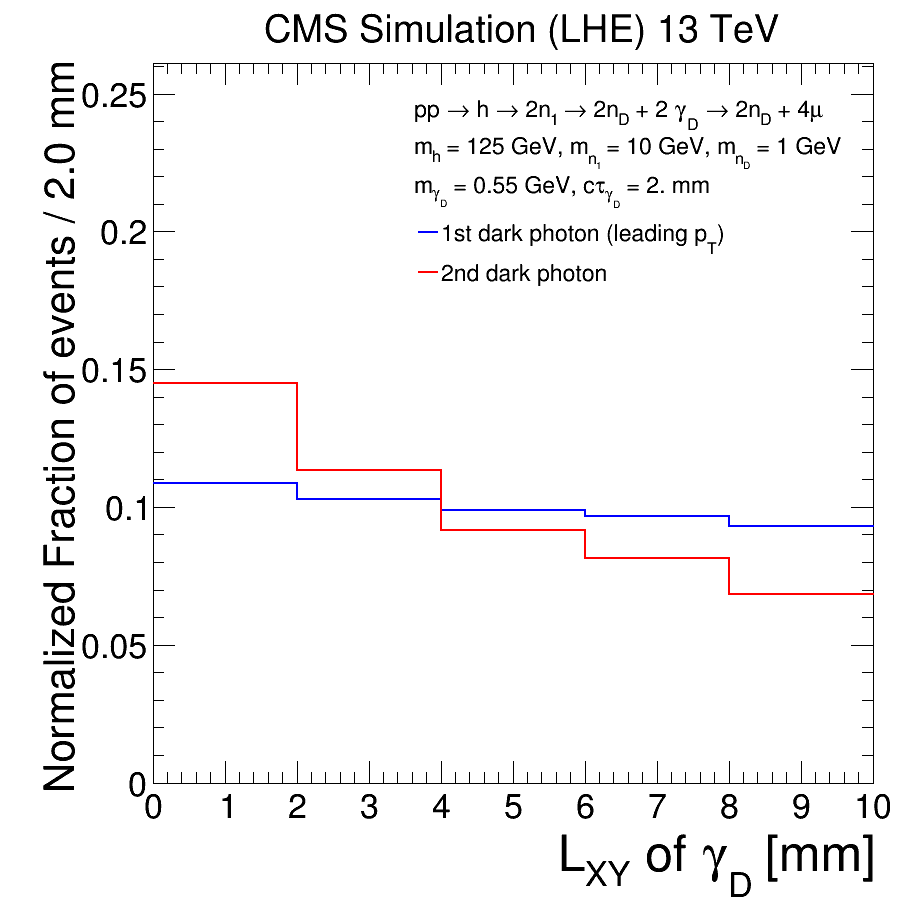 CMS Simulation (LHE) 13 TeV
Normalized Fraction of events / 2.0 mm
0.25
0.2
0.15
0.1
0.05
0
pp → h → 2n1 → 2nD + 2 γD → 2nD + 4μ
mh = 125 GeV, mn1 = 10 GeV, mnD = 1 GeV
mγD = 0.55 GeV, cτγD = 2. mm
1st dark photon (leading pT)
2nd dark photon
0 1 2 3 4 5 6 7 8 9 10
LXY of γD [mm]